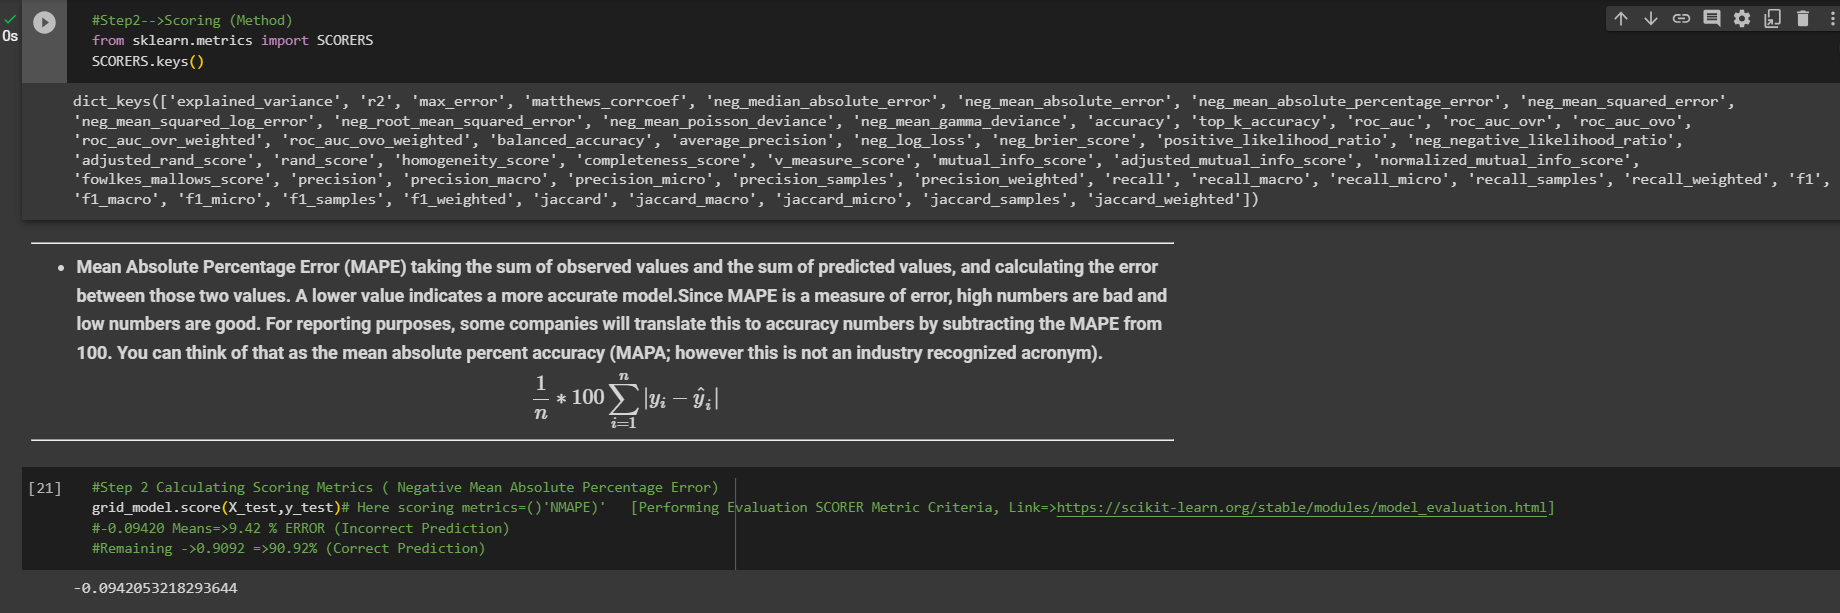 #Step2-->Scoring (Method)
0s
from sklearn.metrics import SCORERS
SCORERS.keys()
dict_keys(['explained_variance', 'r2', 'max_error', 'matthews_corrcoef', 'neg_median_absolute_error', 'neg_mean_absolute_error', 'neg_mean_absolute_percentage_error', 'neg_mean_squared_error',
'neg_mean_squared_log_error', 'neg_root_mean_squared_error', 'neg_mean_poisson_deviance', 'neg_mean_gamma_deviance', 'accuracy', 'top_k_accuracy', 'roc_auc', 'roc_auc_ovr', 'roc_auc_ovo',
'roc_auc_ovr_weighted', 'roc_auc_ovo_weighted', 'balanced_accuracy', 'average_precision', 'neg_log_loss', 'neg_brier_score', 'positive_likelihood_ratio', 'neg_negative_likelihood_ratio',
'adjusted_rand_score', 'rand_score', 'homogeneity_score', 'completeness_score', 'v_measure_score', 'mutual_info_score', 'adjusted_mutual_info_score', 'normalized_mutual_info_score',
'fowlkes_mallows_score', 'precision', 'precision_macro', 'precision_micro', 'precision_samples', 'precision_weighted', 'recall', 'recall_macro', 'recall_micro', 'recall_samples', 'recall_weighted', 'f1',
'f1_macro', 'f1_micro', 'f1_samples', 'f1_weighted', 'jaccard', 'jaccard_macro', 'jaccard_micro', 'jaccard_samples', 'jaccard_weighted'])
• Mean Absolute Percentage Error (MAPE) taking the sum of observed values and the sum of predicted values, and calculating the error
between those two values. A lower value indicates a more accurate model.Since MAPE is a measure of error, high numbers are bad and
low numbers are good. For reporting purposes, some companies will translate this to accuracy numbers by subtracting the MAPE from
100. You can think of that as the mean absolute percent accuracy (MAPA; however this is not an industry recognized acronym).
\frac{1}{n} * 100 \sum_{i=1}^{n} |y_i - \hat{y}_i|
[21] #Step 2 Calculating Scoring Metrics ( Negative Mean Absolute Percentage Error)
grid_model.score(X_test,y_test)# Here scoring metrics=()'NMAPE)' [Performing Evaluation SCORER Metric Criteria, Link=>https://scikit-learn.org/stable/modules/model_evaluation.html]
#-0.09420 Means=>9.42 % ERROR (Incorrect Prediction)
#Remaining ->0.9092 =>90.92% (Correct Prediction)
-0.0942053218293644